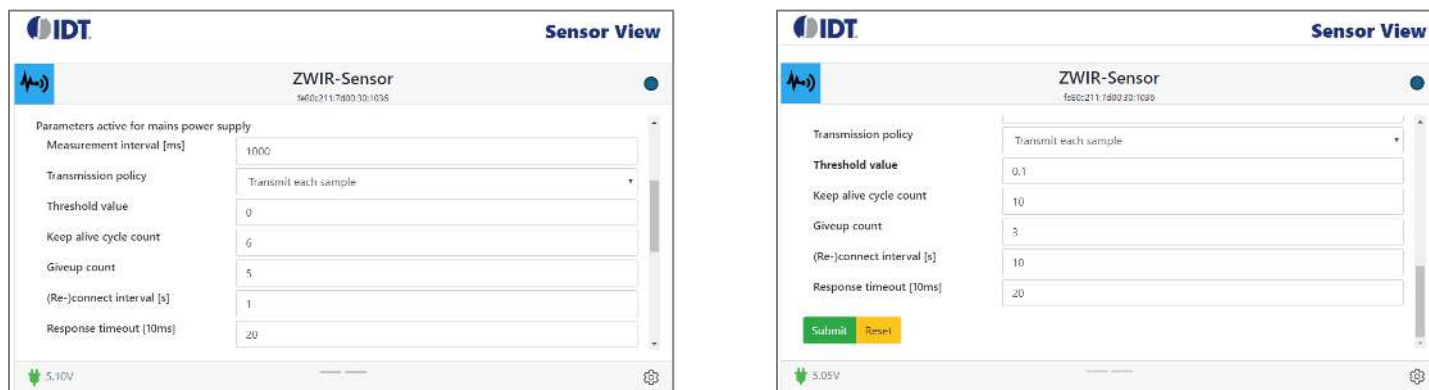 IDT
Sensor View
ZWIR-Sensor
fe80:c211:7d00:30:1036
Parameters active for mains power supply
Measurement interval [ms] 1000
Transmission policy Transmit each sample
Threshold value 0
Keep alive cycle count 6
Giveup count 5
(Re-)connect interval [s] 1
Response timeout [10ms] 20
5.10V
IDT
Sensor View
ZWIR-Sensor
fe80:c211:7d00:30:1036
Transmission policy Transmit each sample
Threshold value 0.1
Keep alive cycle count 10
Giveup count 3
(Re-)connect interval [s] 10
Response timeout [10ms] 20
Submit Reset
5.05V